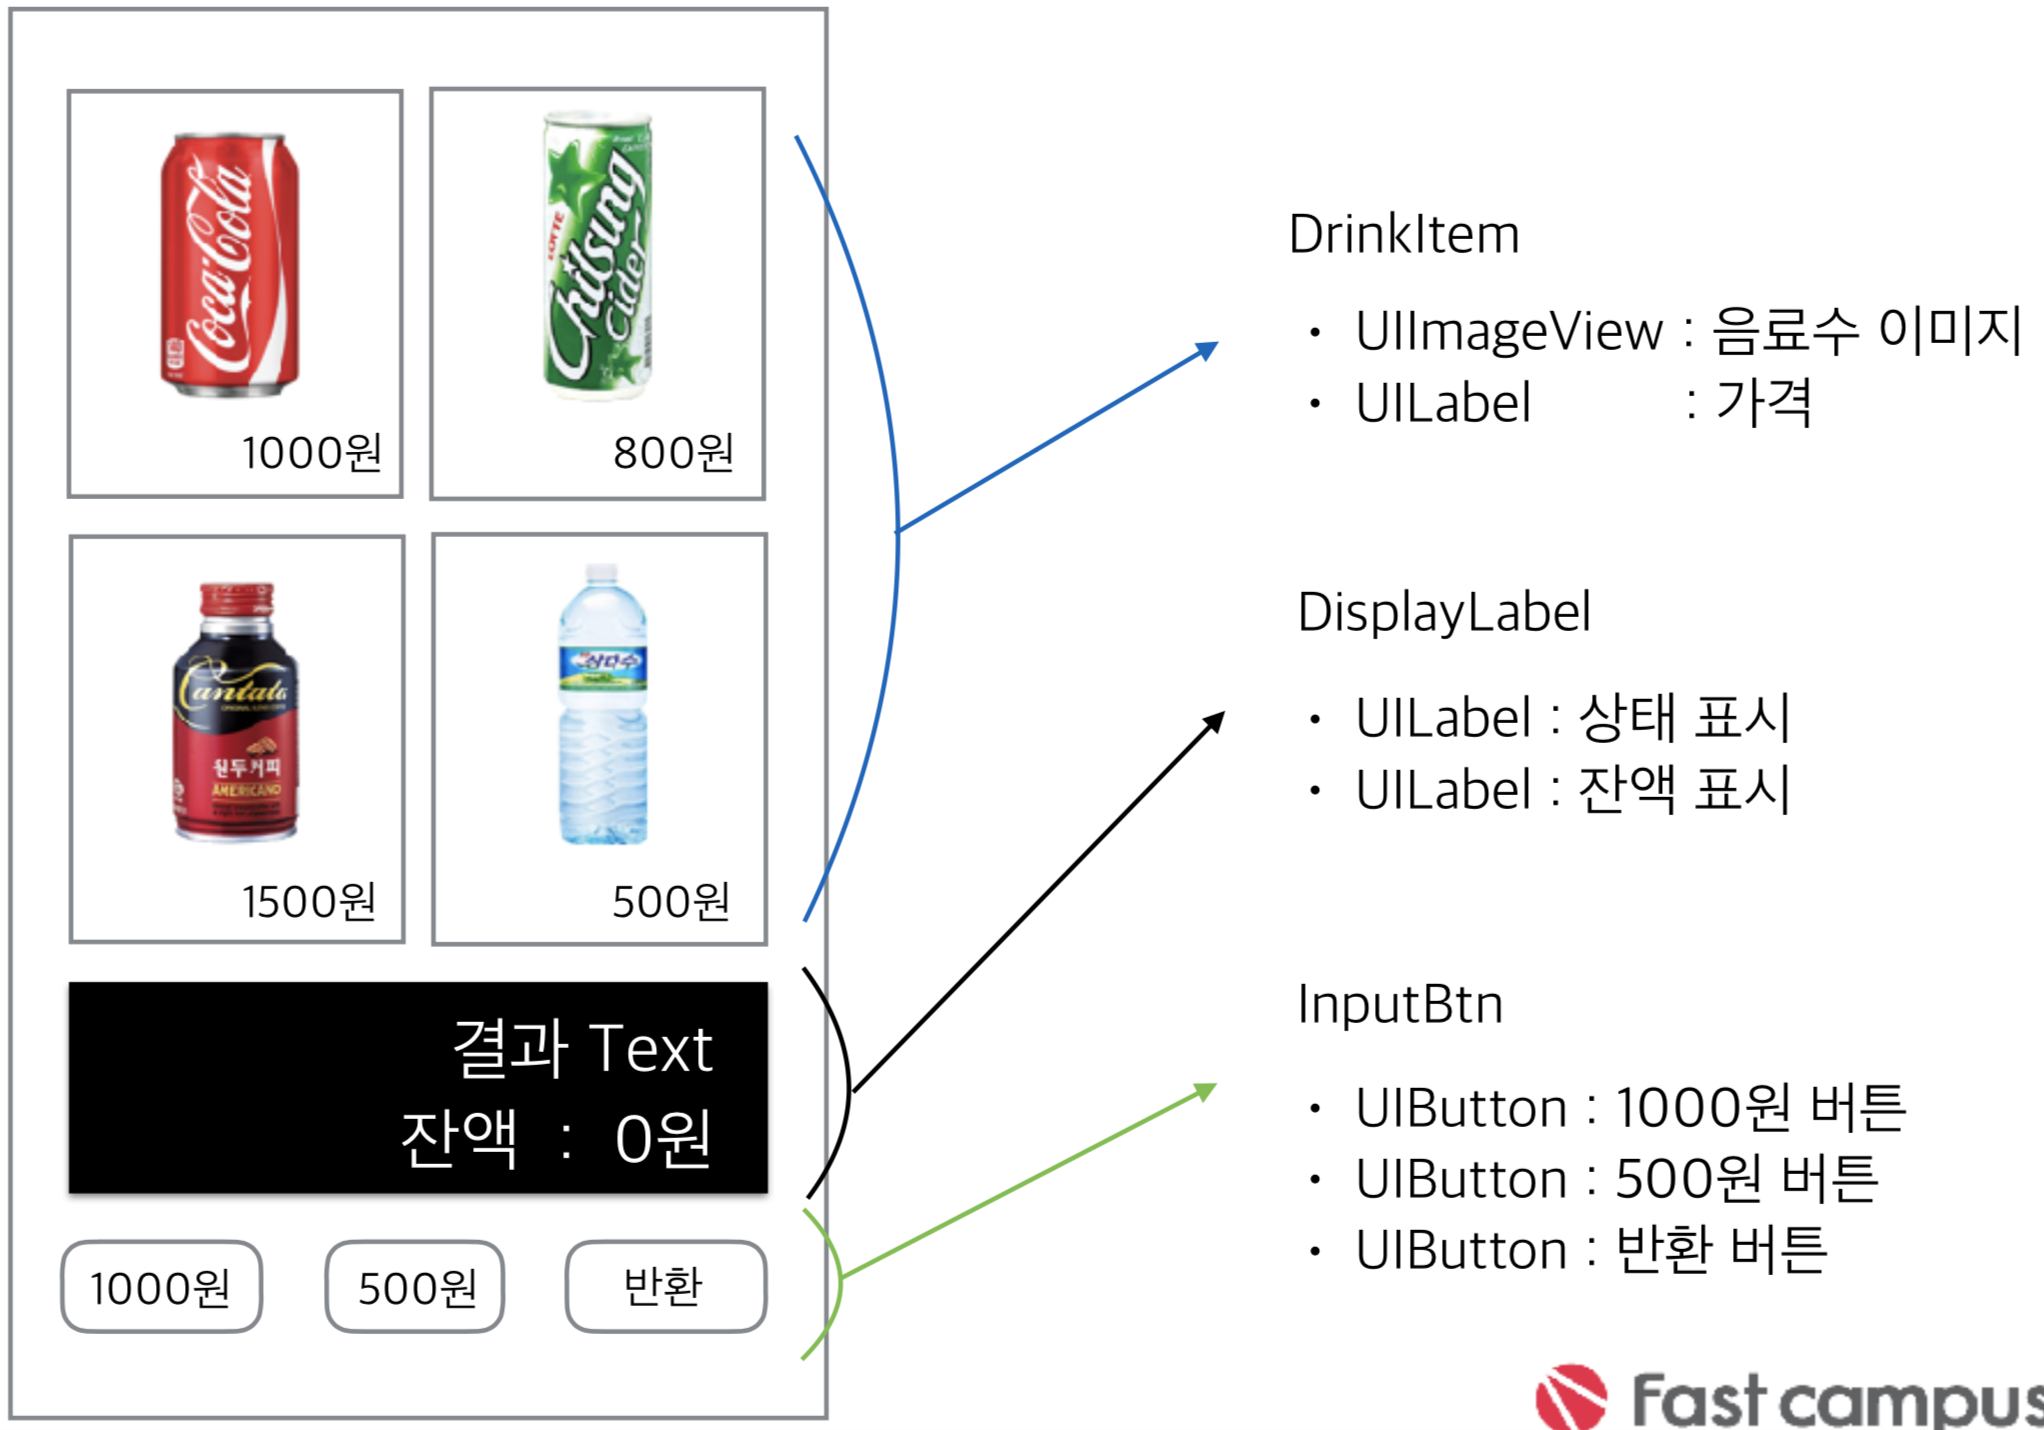 Coca-Cola
1000원
LOTTE
Chilsung
Cider
800원
Cantata
원두커피
AMERICANO
1500원
삼다수
500원
결과 Text
잔액 : 0원
1000원
500원
반환
DrinkItem
• UIImageView : 음료수 이미지
• UILabel : 가격
DisplayLabel
• UILabel : 상태 표시
• UILabel : 잔액 표시
InputBtn
• UIButton : 1000원 버튼
• UIButton : 500원 버튼
• UIButton : 반환 버튼
Fast campus